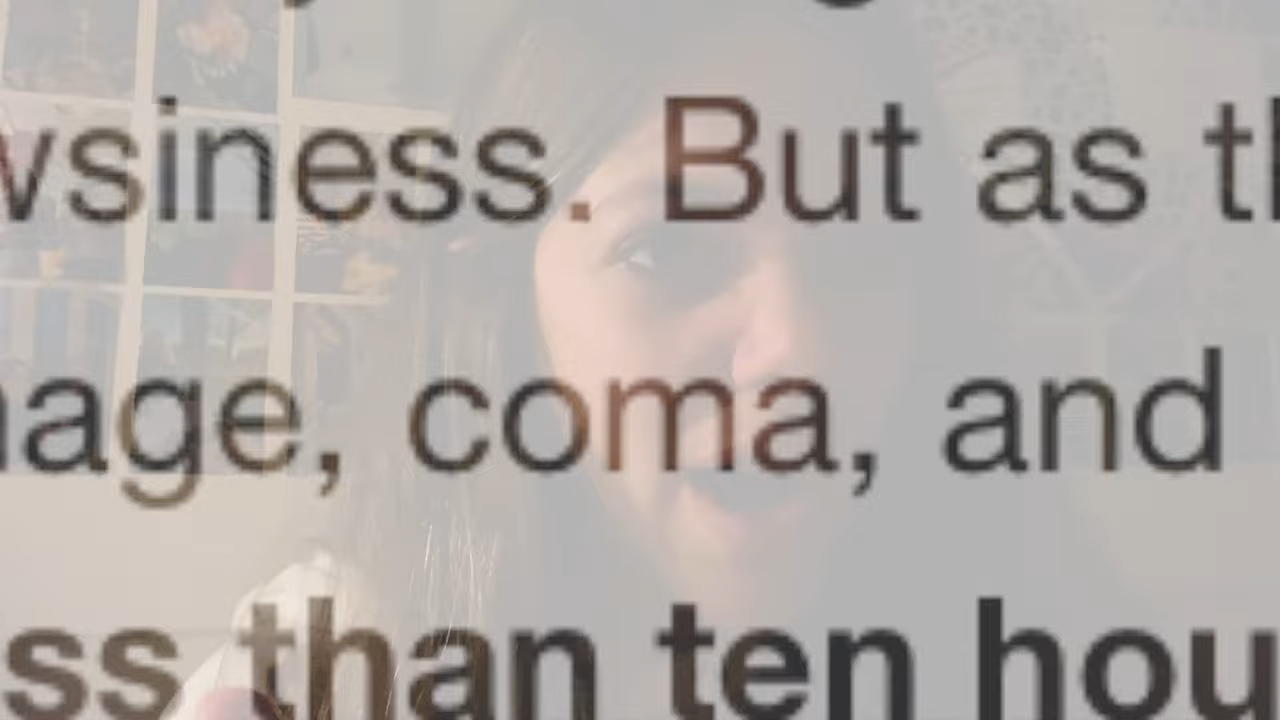 wsiness. But as th
nage, coma, and
ss than ten hou